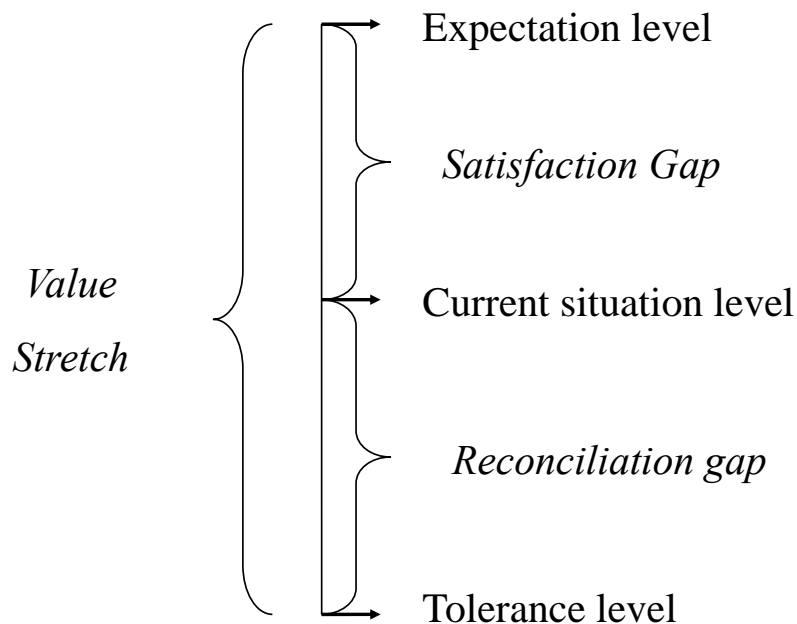 Expectation level
Satisfaction Gap
Value
Stretch
Current situation level
Reconciliation gap
Tolerance level